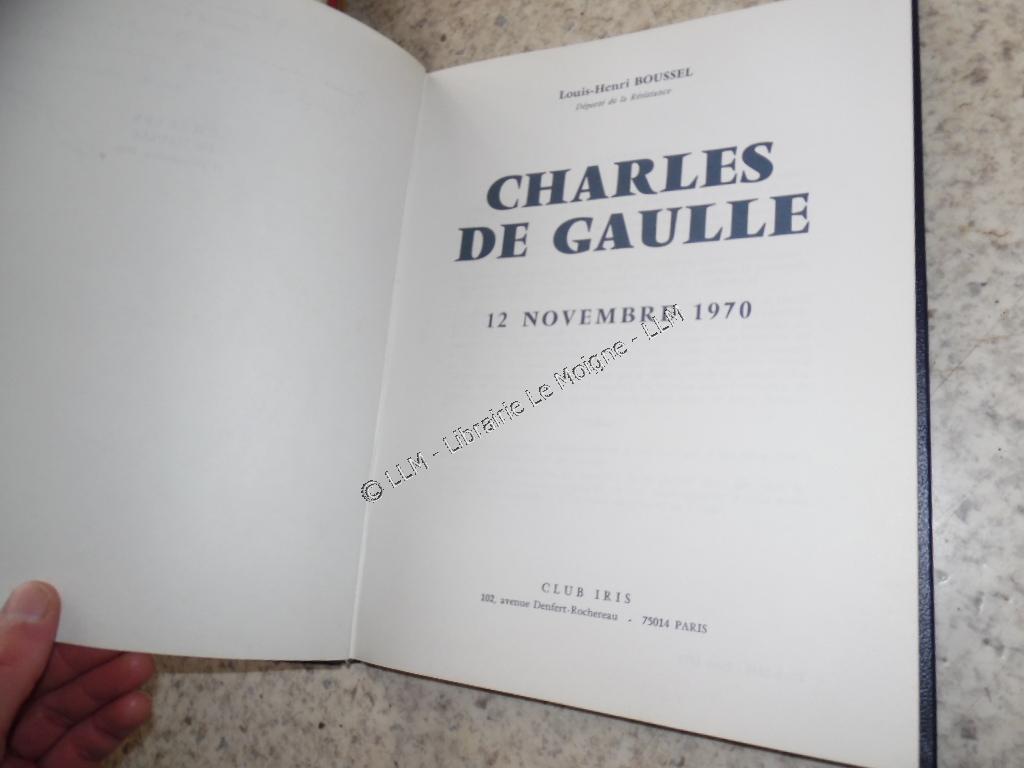 Louis-Henri BOUSSEL
Déporté de la Résistance
CHARLES
DE GAULLE
12 NOVEMBRE 1970
© LLM - Librairie Le Moigne - LLM
CLUB IRIS
102, avenue Denfert-Rochereau - 75014 PARIS